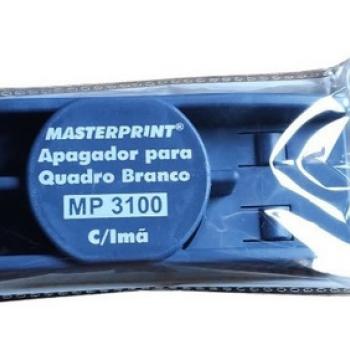 MASTERPRINT®
Apagador para
Quadro Branco
MP 3100
C/Imã